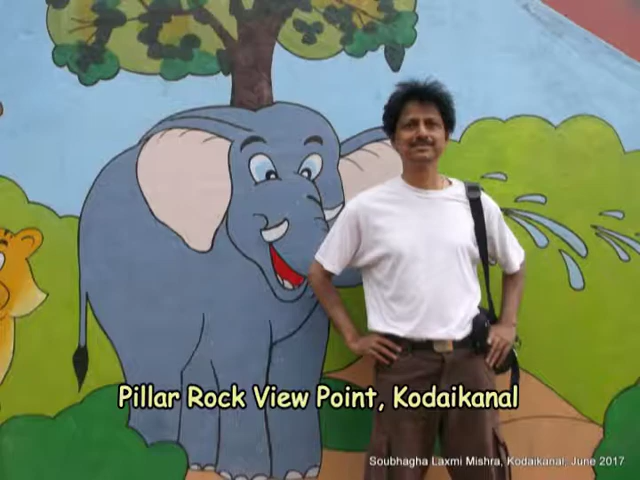 Pillar Rock View Point, Kodaikanal
Soubhagha Laxmi Mishra, Kodaikanal, June 2017